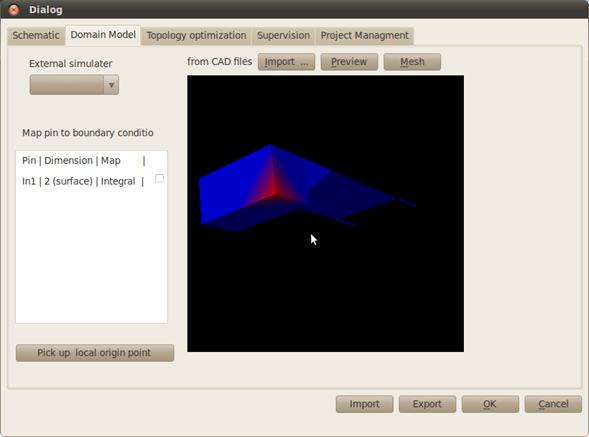 Dialog
Schematic Domain Model Topology optimization Supervision Project Managment
External simulater
from CAD files Import ... Preview Mesh
Map pin to boundary conditio
Pin | Dimension | Map |
In1 | 2 (surface) | Integral |
Pick up local origin point
Import Export OK Cancel